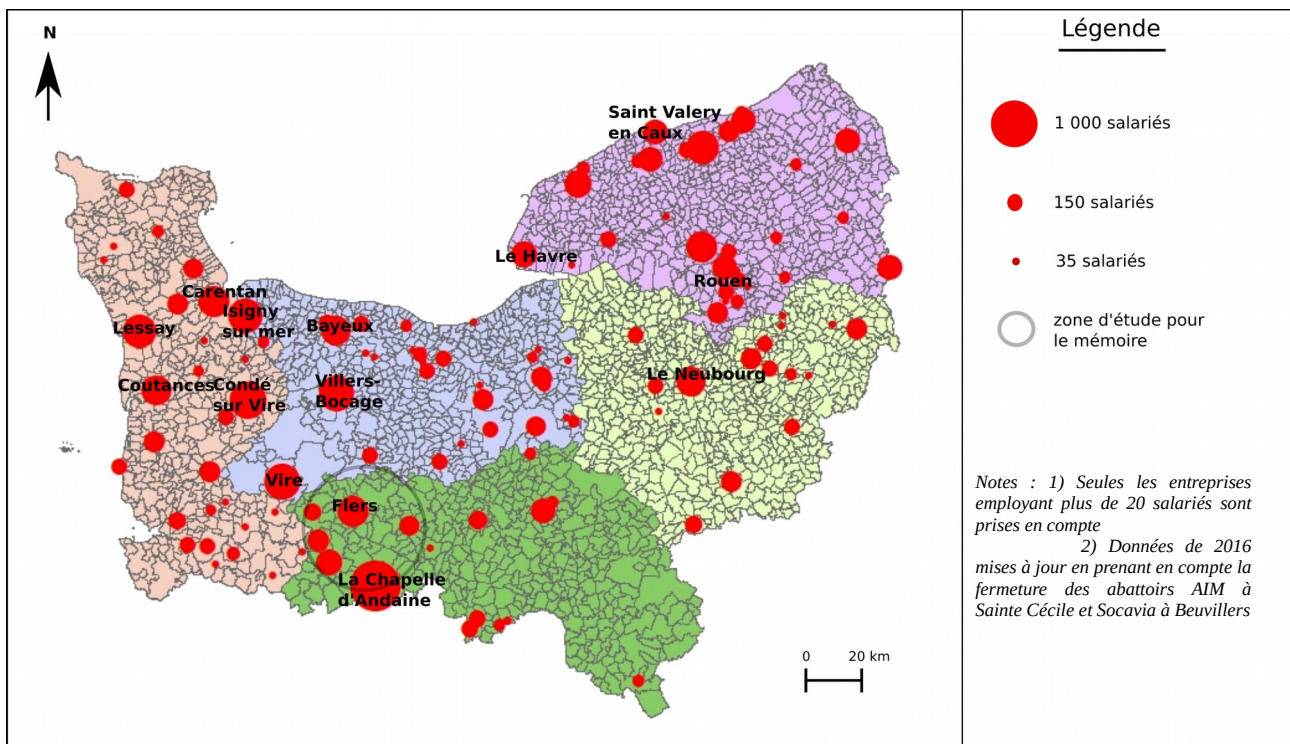 N
Saint Valery
en Caux
Le Havre
Rouen
Carentan
Isigny
sur mer
Lessay
Bayeux
Coutances
Condé
sur Vire
Villers-
Bocage
Le Neubourg
Vire
Flers
La Chapelle
d'Andaine
0 20 km
Légende
1 000 salariés
150 salariés
35 salariés
zone d'étude pour
le mémoire
Notes : 1) Seules les entreprises
employant plus de 20 salariés sont
prises en compte
2) Données de 2016
mises à jour en prenant en compte la
fermeture des abattoirs AIM à
Sainte Cécile et Socavia à Beuvillers